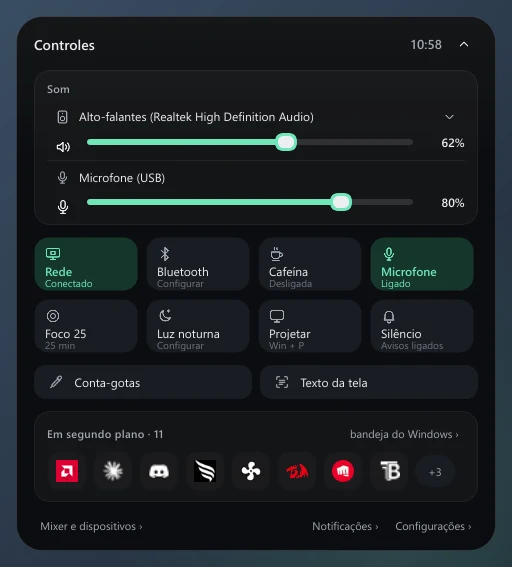 Controles
10:58
Som
Alto-falantes (Realtek High Definition Audio)
62%
Microfone (USB)
80%
Rede
Conectado
Bluetooth
Configurar
Cafeína
Desligada
Microfone
Ligado
Foco 25
25 min
Luz noturna
Configurar
Projetar
Win + P
Silêncio
Avisos ligados
Conta-gotas
Texto da tela
Em segundo plano · 11
bandeja do Windows ›
+3
Mixer e dispositivos ›
Notificações ›
Configurações ›